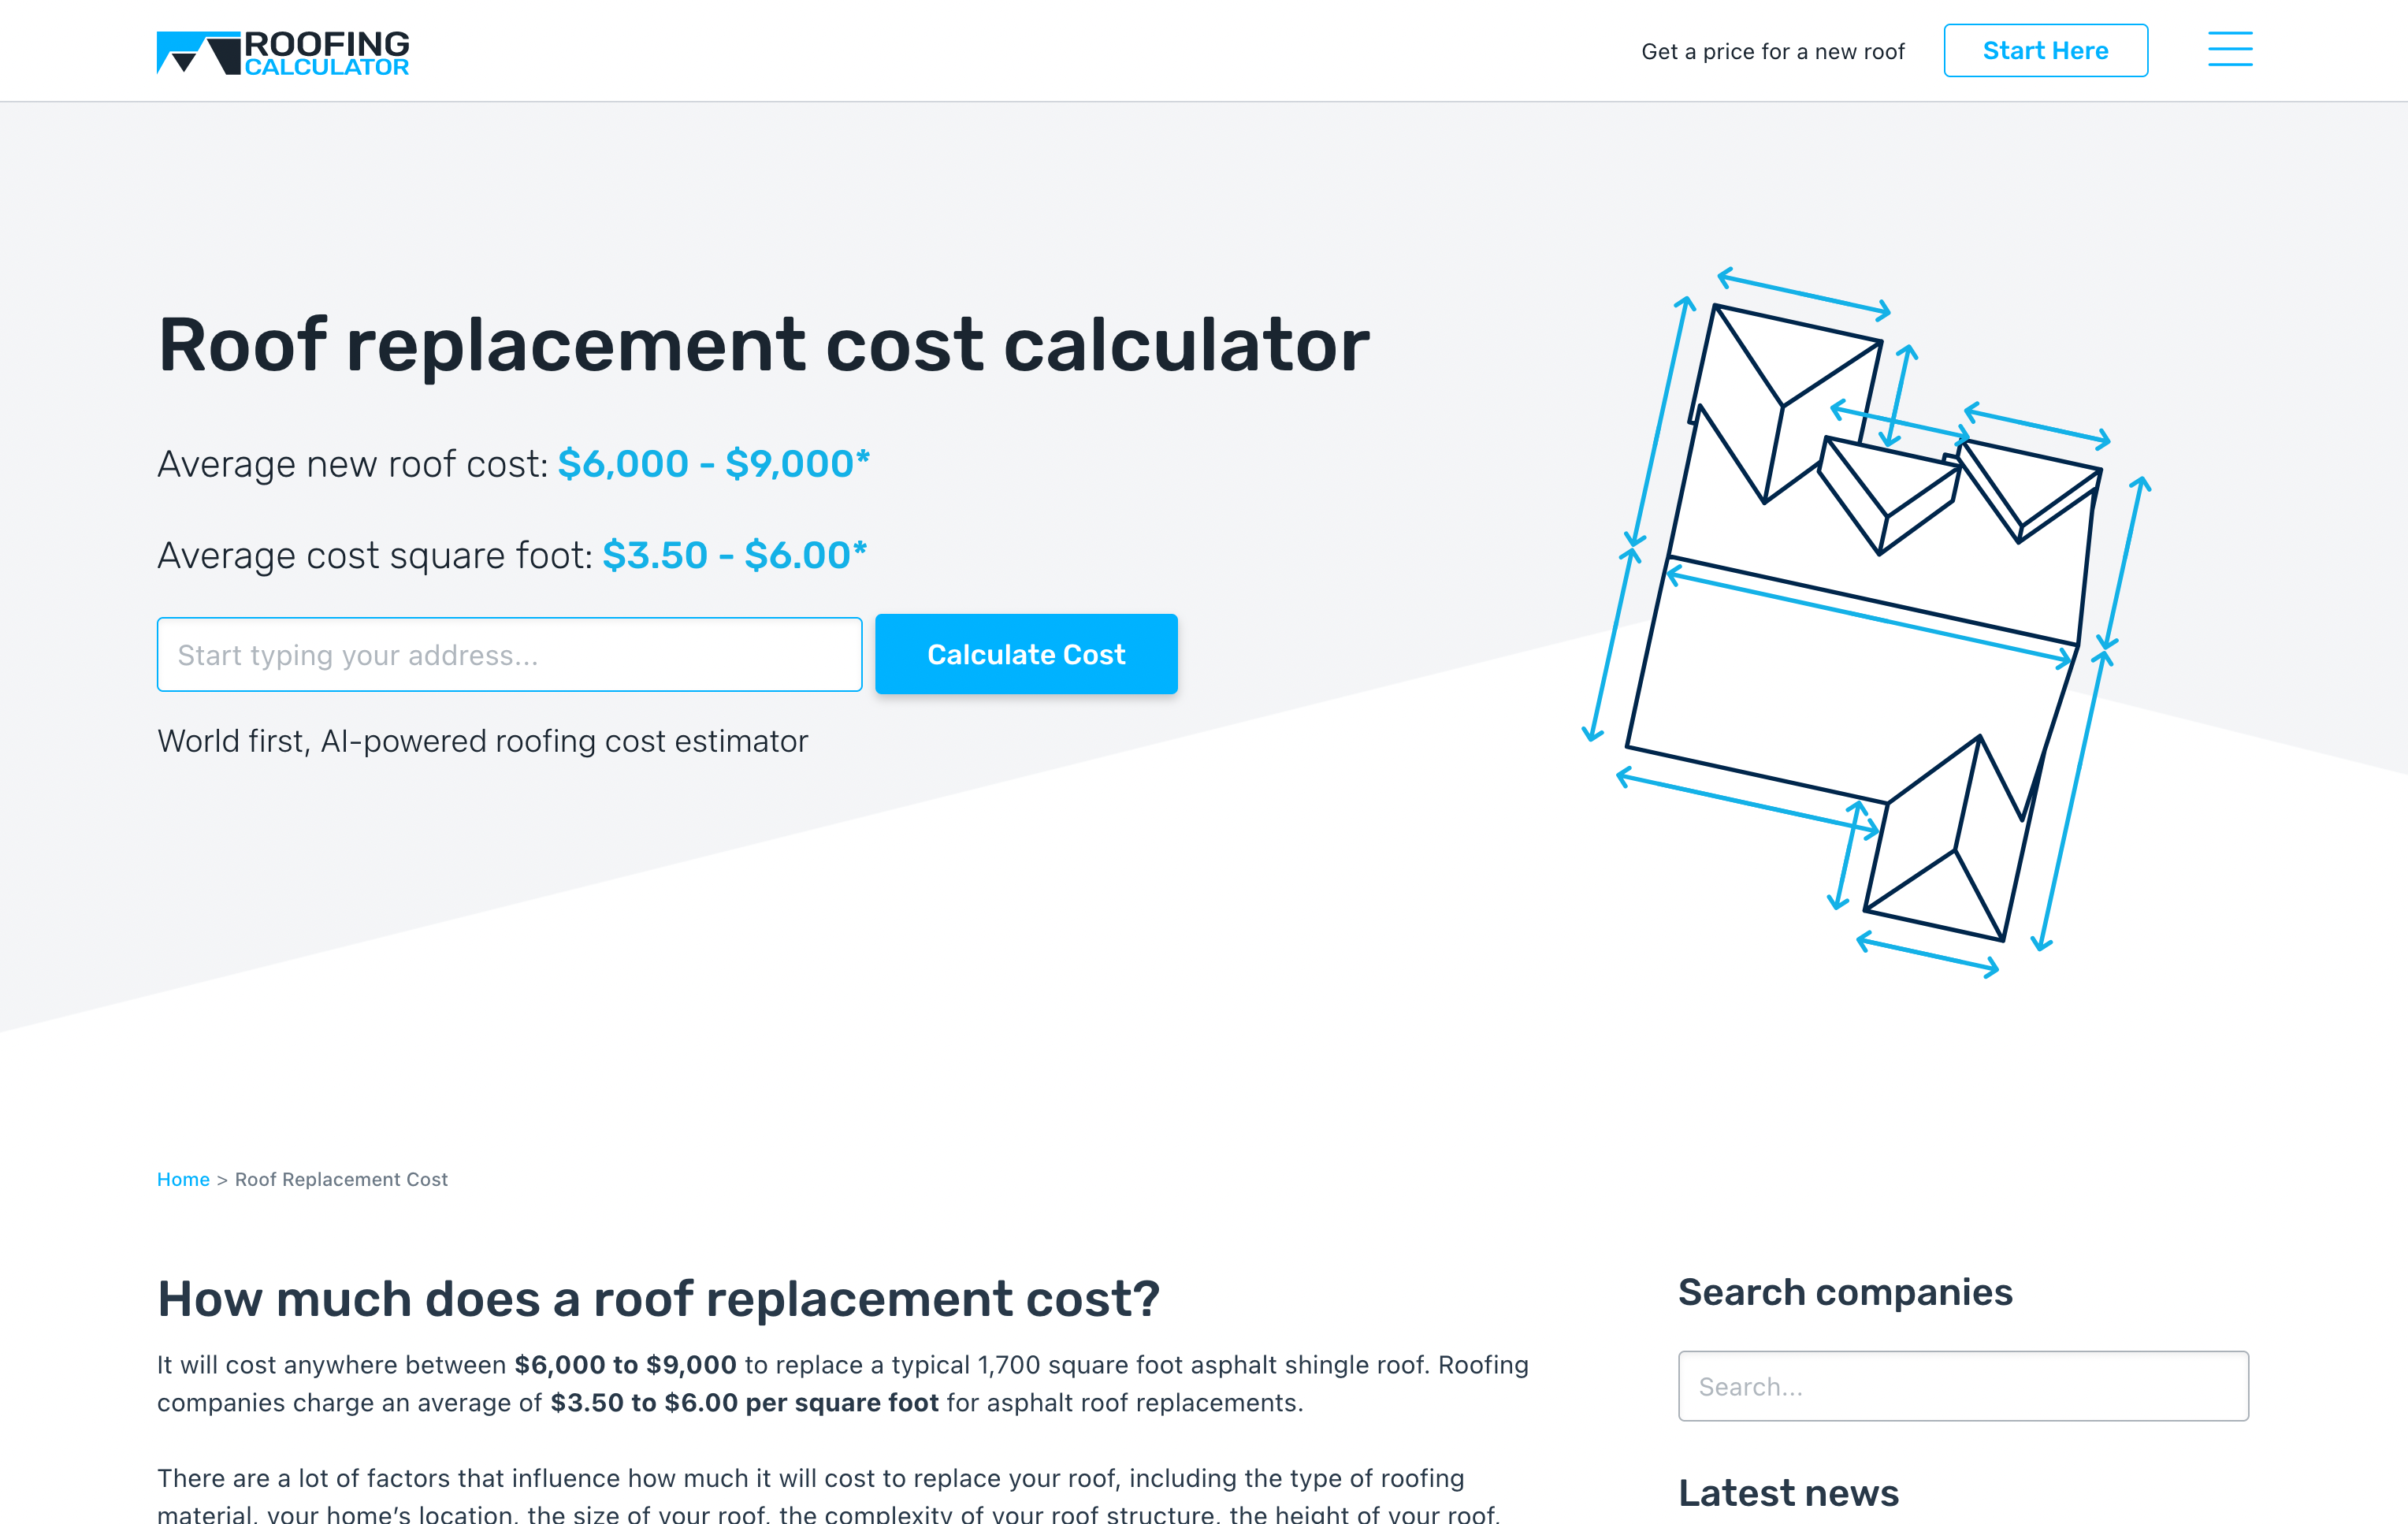 ROOFING
CALCULATOR
Get a price for a new roof
Start Here
Roof replacement cost calculator
Average new roof cost: $6,000 - $9,000*
Average cost square foot: $3.50 - $6.00*
Start typing your address...
Calculate Cost
World first, AI-powered roofing cost estimator
Home > Roof Replacement Cost
How much does a roof replacement cost?
It will cost anywhere between $6,000 to $9,000 to replace a typical 1,700 square foot asphalt shingle roof. Roofing
companies charge an average of $3.50 to $6.00 per square foot for asphalt roof replacements.
There are a lot of factors that influence how much it will cost to replace your roof, including the type of roofing
material, your home’s location, the size of your roof, the complexity of your roof structure, the height of your roof,
Search companies
Search...
Latest news